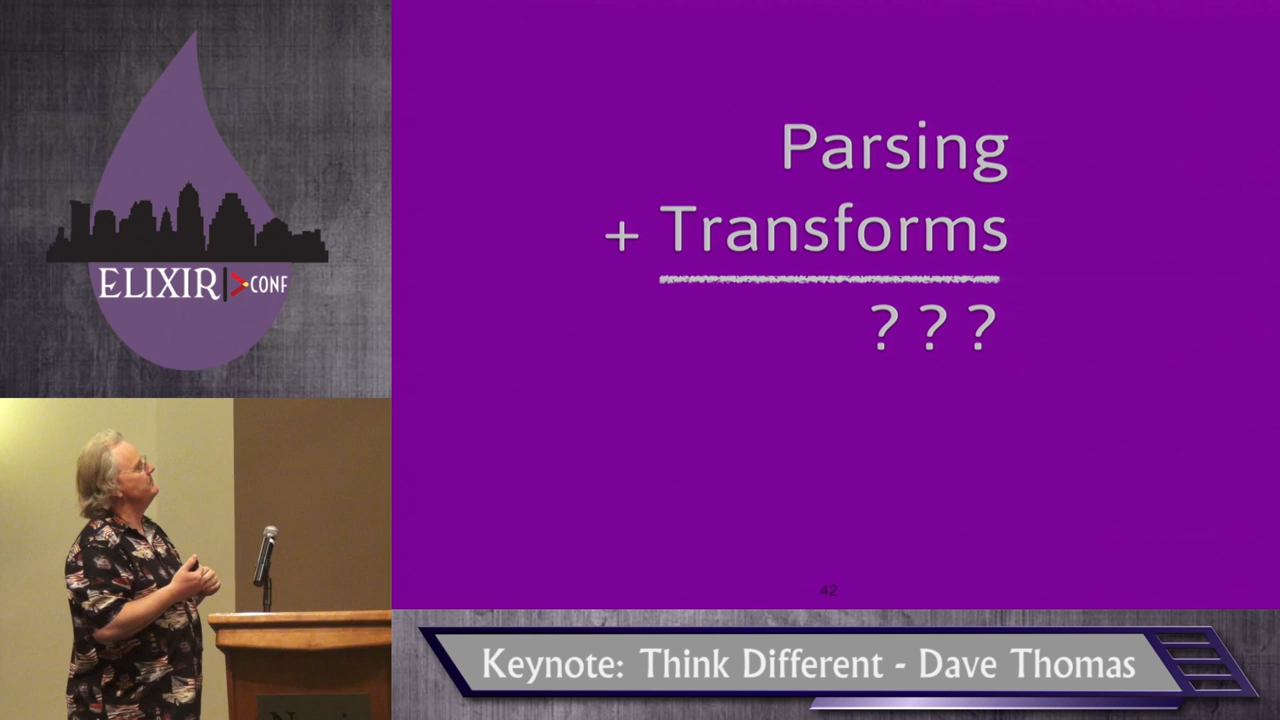 ELIXIR CONF
Parsing
+ Transforms
? ? ?
42
Keynote: Think Different - Dave Thomas